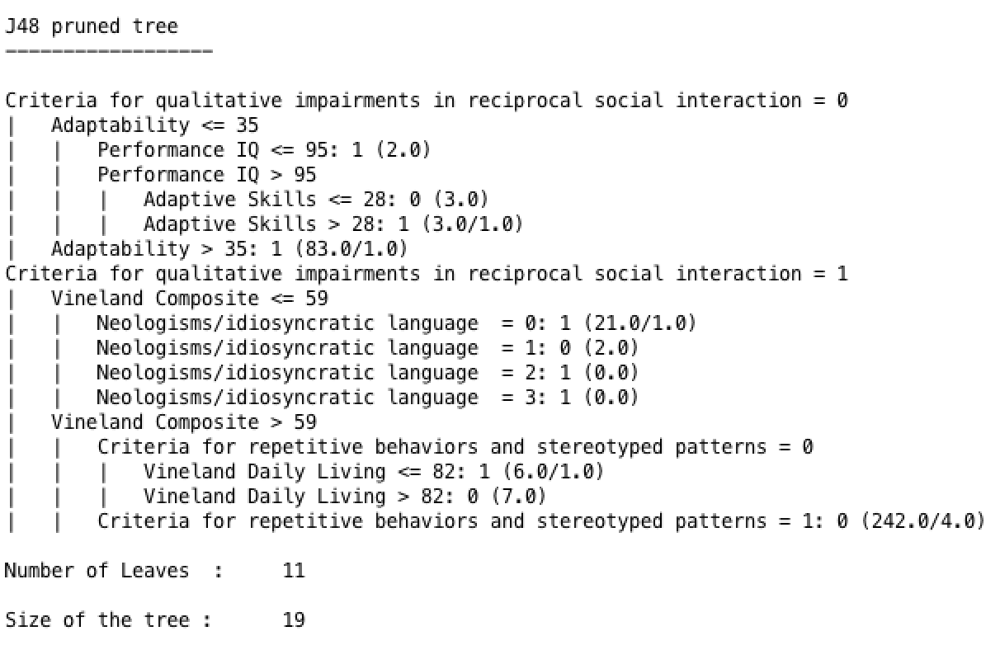 J48 pruned tree
------------------
Criteria for qualitative impairments in reciprocal social interaction = 0
|   Adaptability <= 35
|   |   Performance IQ <= 95: 1 (2.0)
|   |   Performance IQ > 95
|   |   |   Adaptive Skills <= 28: 0 (3.0)
|   |   |   Adaptive Skills > 28: 1 (3.0/1.0)
|   Adaptability > 35: 1 (83.0/1.0)
Criteria for qualitative impairments in reciprocal social interaction = 1
|   Vineland Composite <= 59
|   |   Neologisms/idiosyncratic language  = 0: 1 (21.0/1.0)
|   |   Neologisms/idiosyncratic language  = 1: 0 (2.0)
|   |   Neologisms/idiosyncratic language  = 2: 1 (0.0)
|   |   Neologisms/idiosyncratic language  = 3: 1 (0.0)
|   Vineland Composite > 59
|   |   Criteria for repetitive behaviors and stereotyped patterns = 0
|   |   |   Vineland Daily Living <= 82: 1 (6.0/1.0)
|   |   |   Vineland Daily Living > 82: 0 (7.0)
|   |   Criteria for repetitive behaviors and stereotyped patterns = 1: 0 (242.0/4.0)
Number of Leaves  :     11
Size of the tree :      19